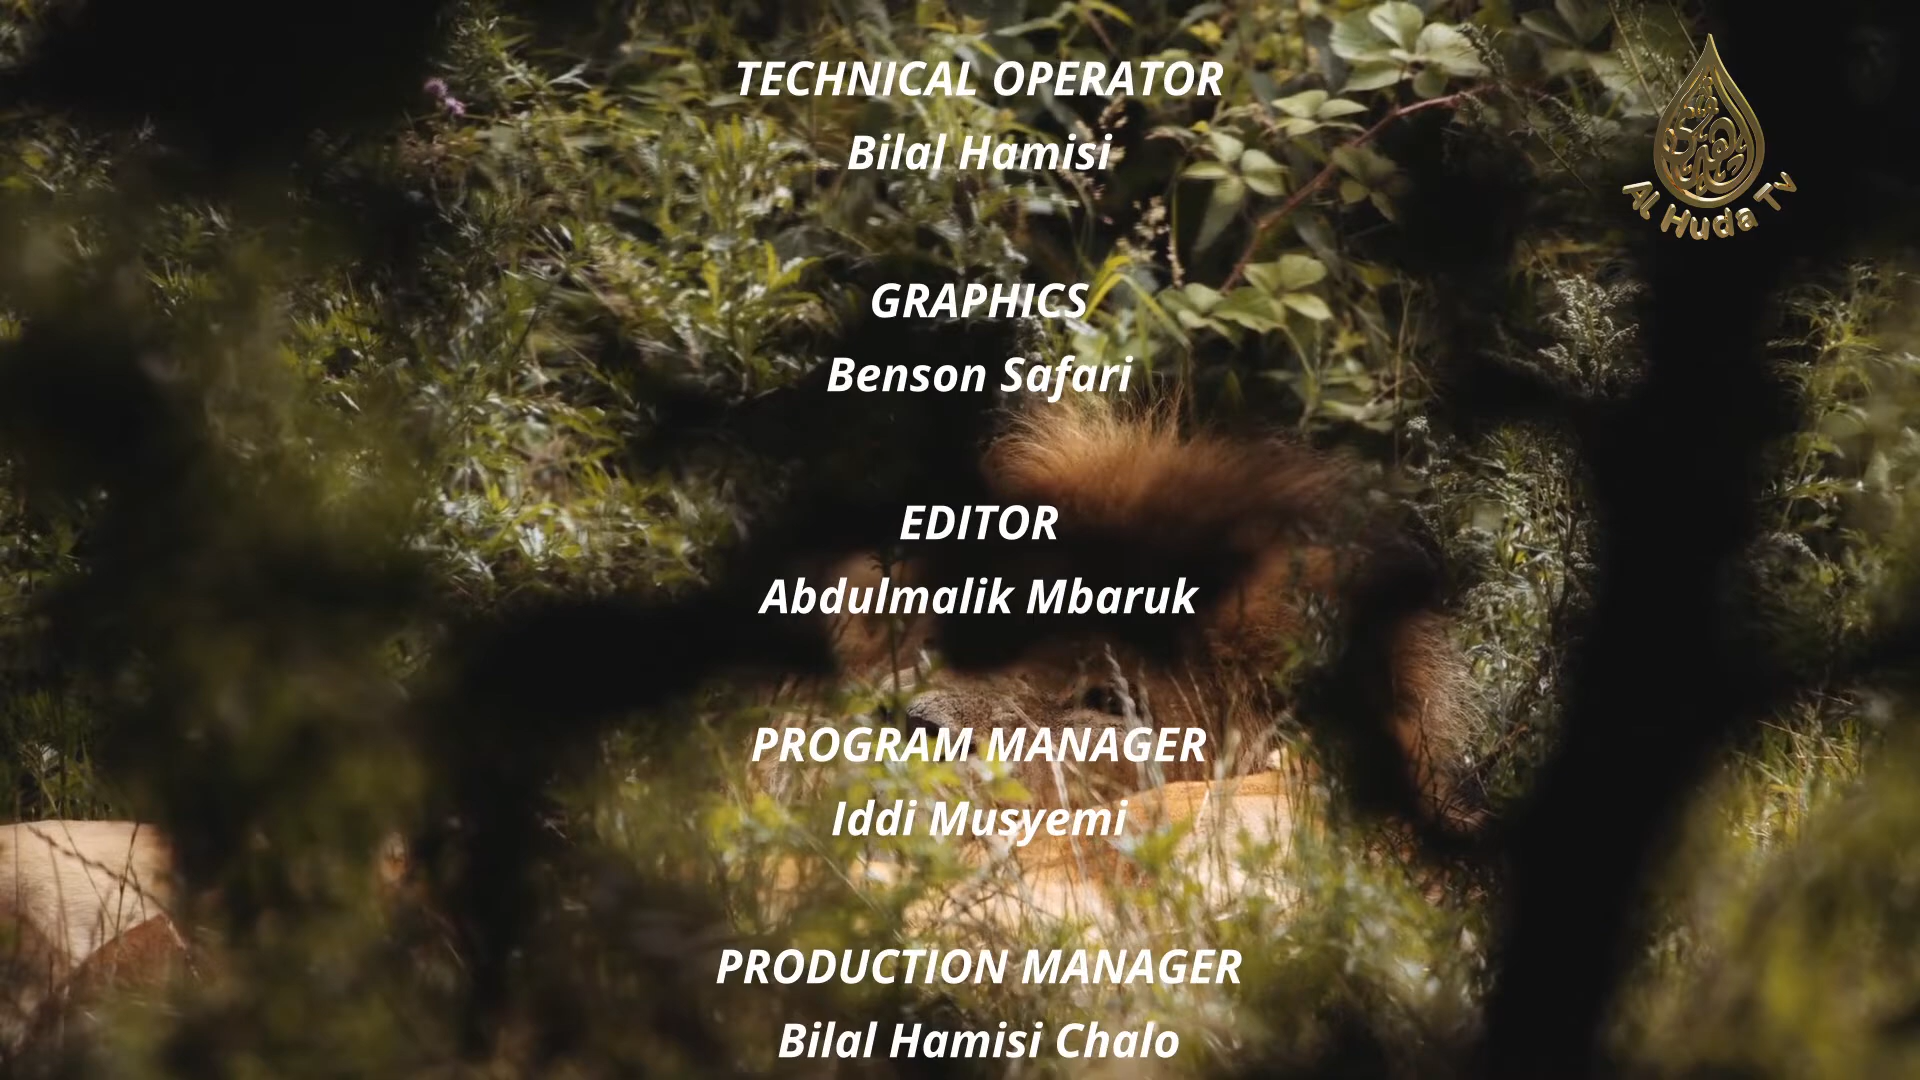 TECHNICAL OPERATOR
Bilal Hamisi
GRAPHICS
Benson Safari
EDITOR
Abdulmalik Mbaruk
PROGRAM MANAGER
Iddi Musyemi
PRODUCTION MANAGER
Bilal Hamisi Chalo
Al Huda Tv